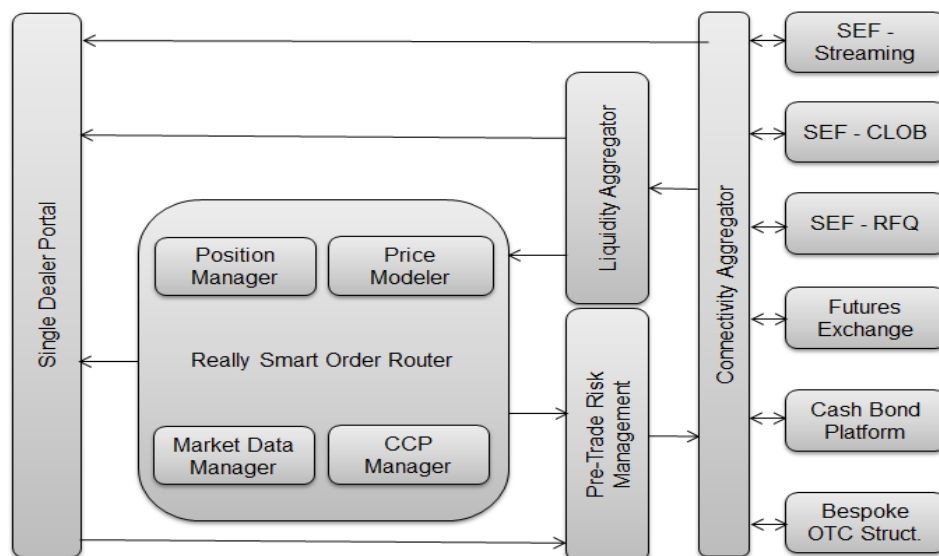 Single Dealer Portal
Position
Manager
Price
Modeler
Really Smart Order Router
Market Data
Manager
CCP
Manager
Liquidity Aggregator
Pre-Trade Risk
Management
Connectivity Aggregator
SEF -
Streaming
SEF - CLOB
SEF - RFQ
Futures
Exchange
Cash Bond
Platform
Bespoke
OTC Struct.